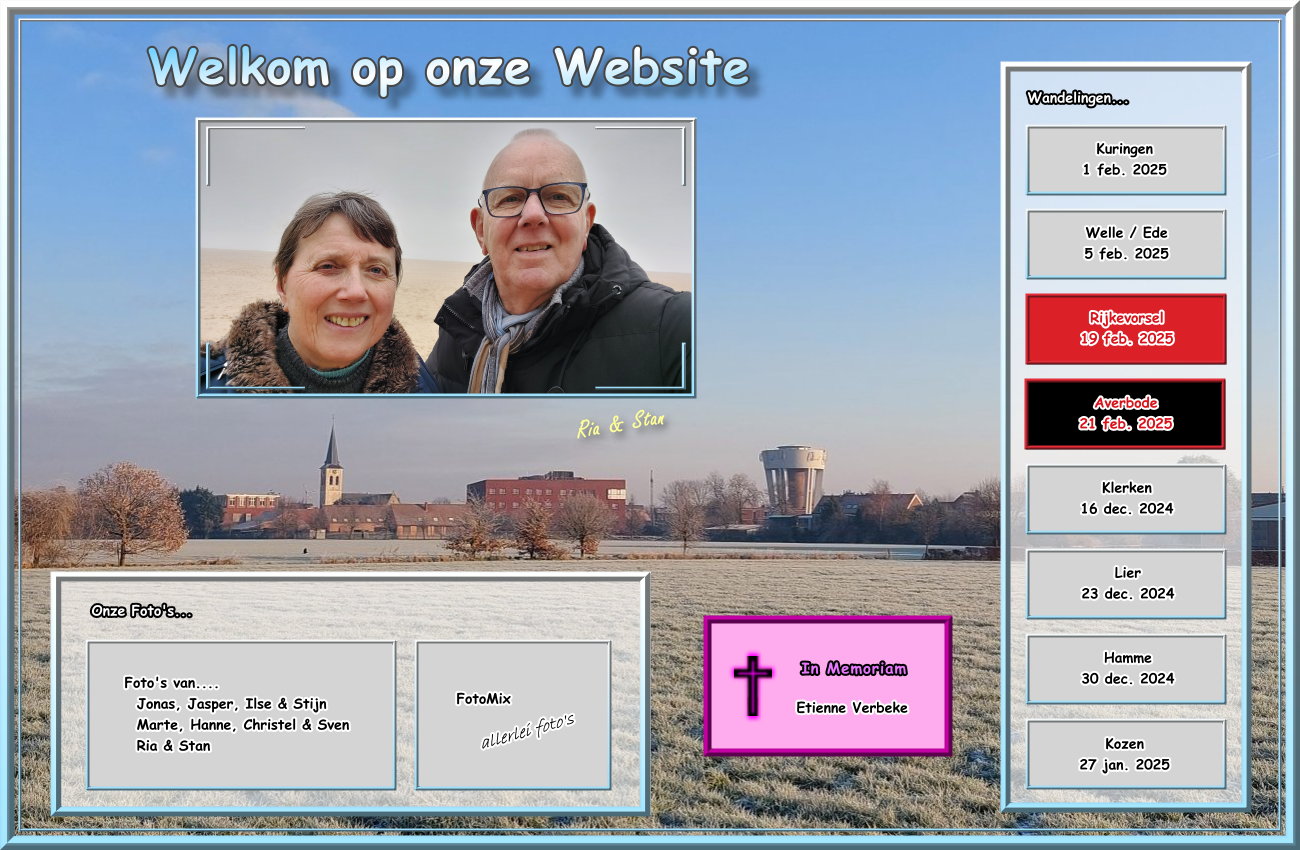 Welkom op onze Website
Ria & Stan
Wandelingen...
Kuringen
1 feb. 2025
Welle / Ede
5 feb. 2025
Rijkevorsel
19 feb. 2025
Averbode
21 feb. 2025
Klerken
16 dec. 2024
Lier
23 dec. 2024
Hamme
30 dec. 2024
Kozen
27 jan. 2025
Onze Foto's...
Foto's van....
Jonas, Jasper, Ilse & Stijn
Marte, Hanne, Christel & Sven
Ria & Stan
FotoMix
allerlei foto's
In Memoriam
Etienne Verbeke